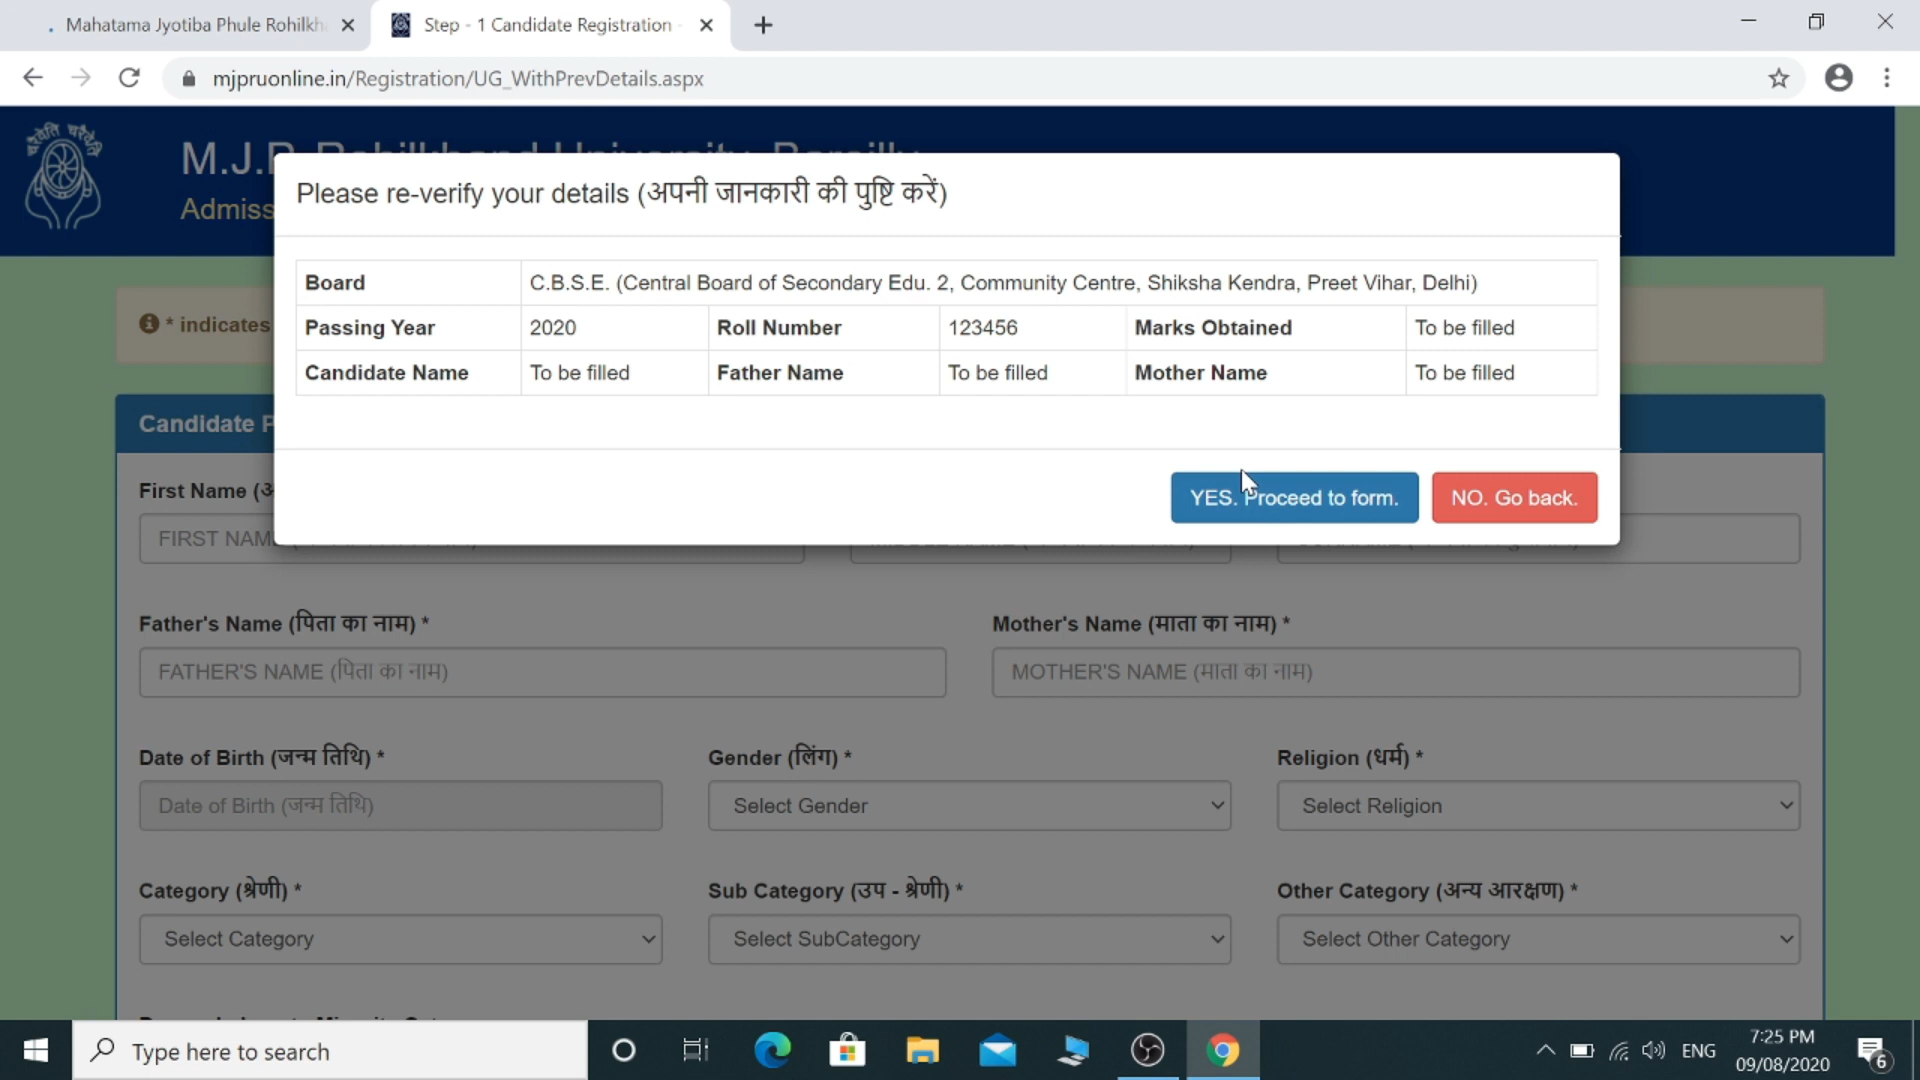 Mahatama Jyotiba Phule Rohilkh
Step - 1 Candidate Registration
mjpruonline.in/Registration/UG_WithPrevDetails.aspx
चरैवेति चरैवेति
M.J.P. Rohilkhand University, Bareilly
Admiss
Please re-verify your details (अपनी जानकारी की पुष्टि करें)
Board C.B.S.E. (Central Board of Secondary Edu. 2, Community Centre, Shiksha Kendra, Preet Vihar, Delhi)
Passing Year 2020 Roll Number 123456 Marks Obtained To be filled
Candidate Name To be filled Father Name To be filled Mother Name To be filled
YES. Proceed to form. NO. Go back.
* indicates
Candidate P
First Name (अ
FIRST NAM
Father's Name (पिता का नाम) * Mother's Name (माता का नाम) *
FATHER'S NAME (पिता का नाम) MOTHER'S NAME (माता का नाम)
Date of Birth (जन्म तिथि) * Gender (लिंग) * Religion (धर्म) *
Date of Birth (जन्म तिथि) Select Gender Select Religion
Category (श्रेणी) * Sub Category (उप - श्रेणी) * Other Category (अन्य आरक्षण) *
Select Category Select SubCategory Select Other Category
Type here to search
ENG
7:25 PM
09/08/2020
6